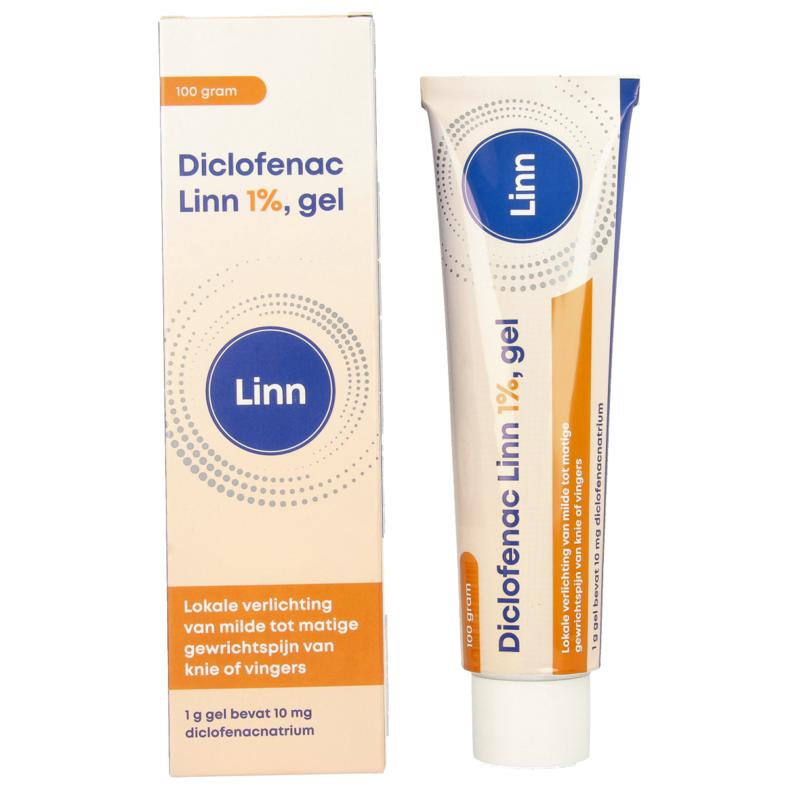 100 gram
Diclofenac
Linn 1%, gel
Linn
Lokale verlichting
van milde tot matige
gewrichtspijn van
knie of vingers
1 g gel bevat 10 mg
diclofenacnatrium
Linn
Diclofenac Linn 1%, gel
100 gram
Lokale verlichting van milde tot matige
gewrichtspijn van knie of vingers
1 g gel bevat 10 mg diclofenacnatrium